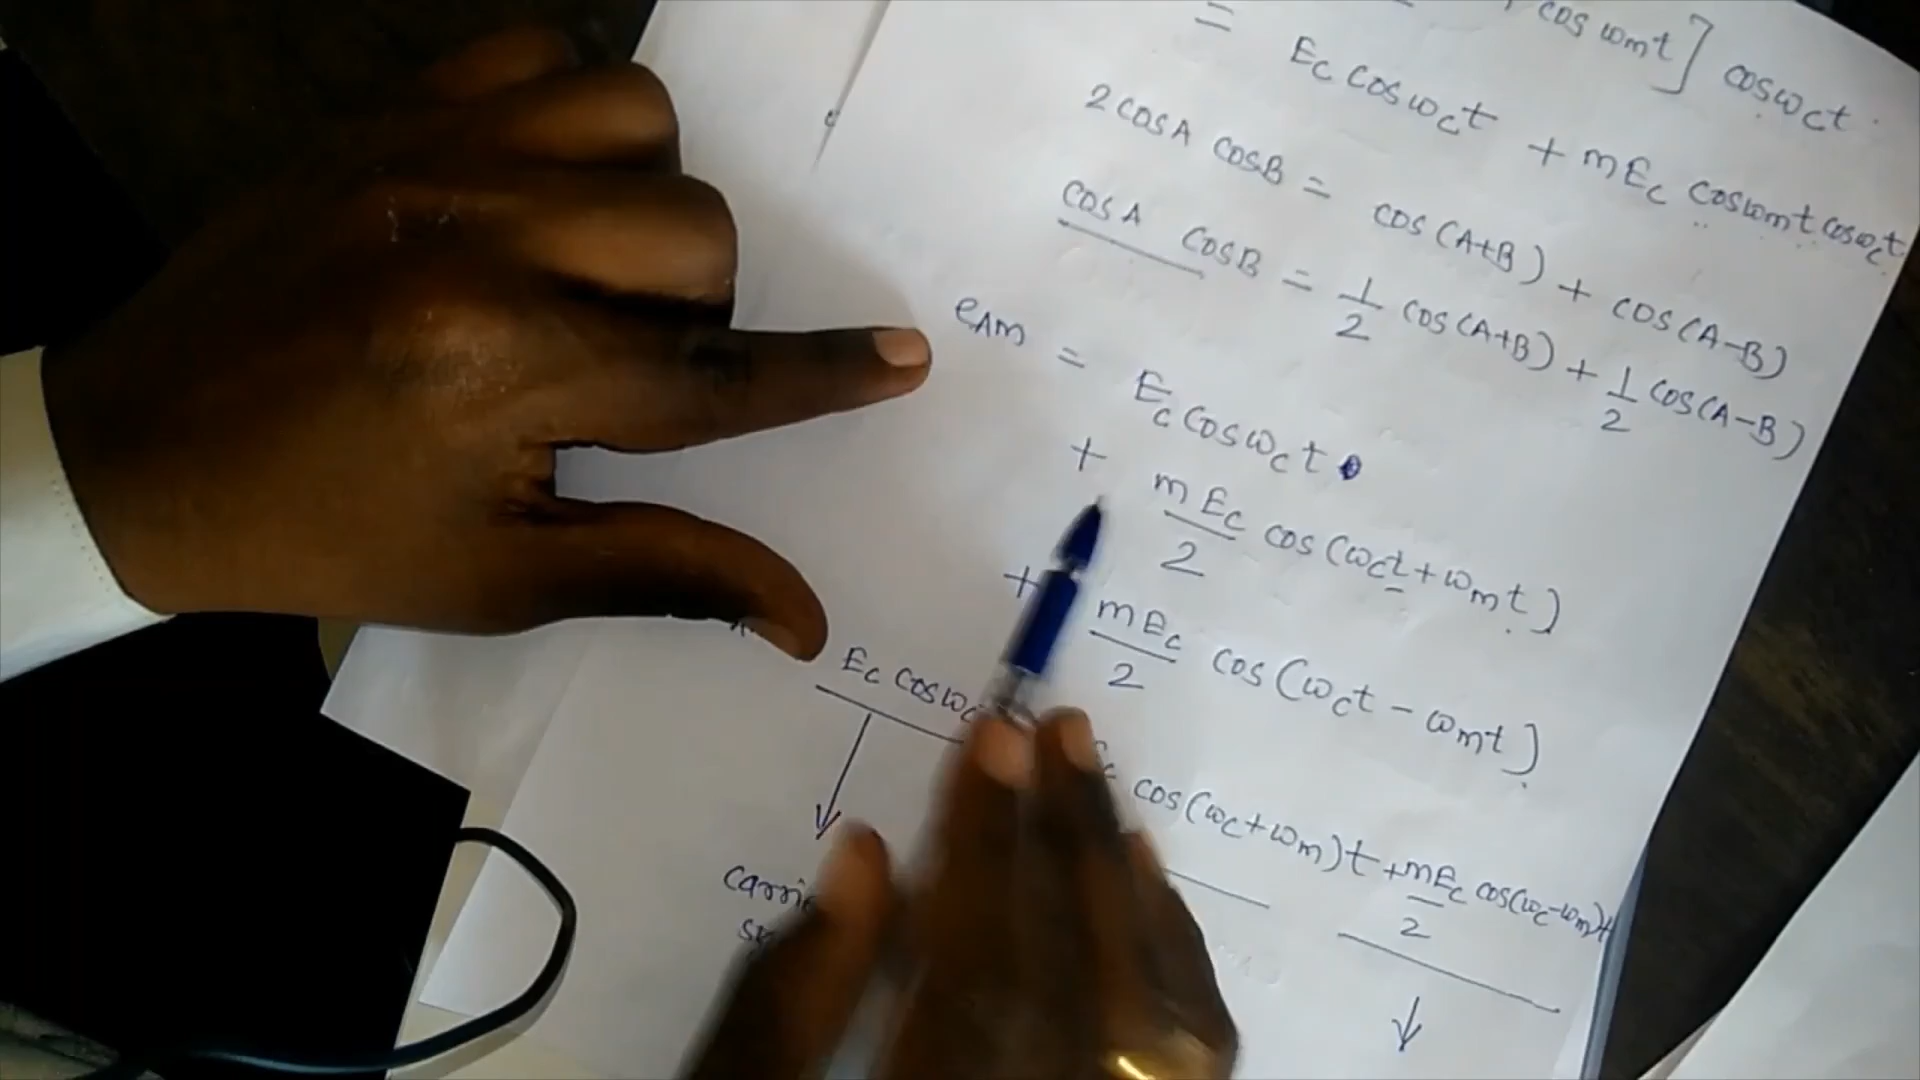 cos ωmt] cosωct
= Ec cosωct + mEc cosωmt cosωct
2 cosA cosB = cos(A+B) + cos(A-B)
cosA cosB = 1/2 cos(A+B) + 1/2 cos(A-B)
eAm = Ec cosωct
+ mEc/2 cos(ωct+ωmt)
+ mEc/2 cos(ωct-ωmt)
Ec cosωc cos(ωc+ωm)t + mEc/2 cos(ωc-ωm)t